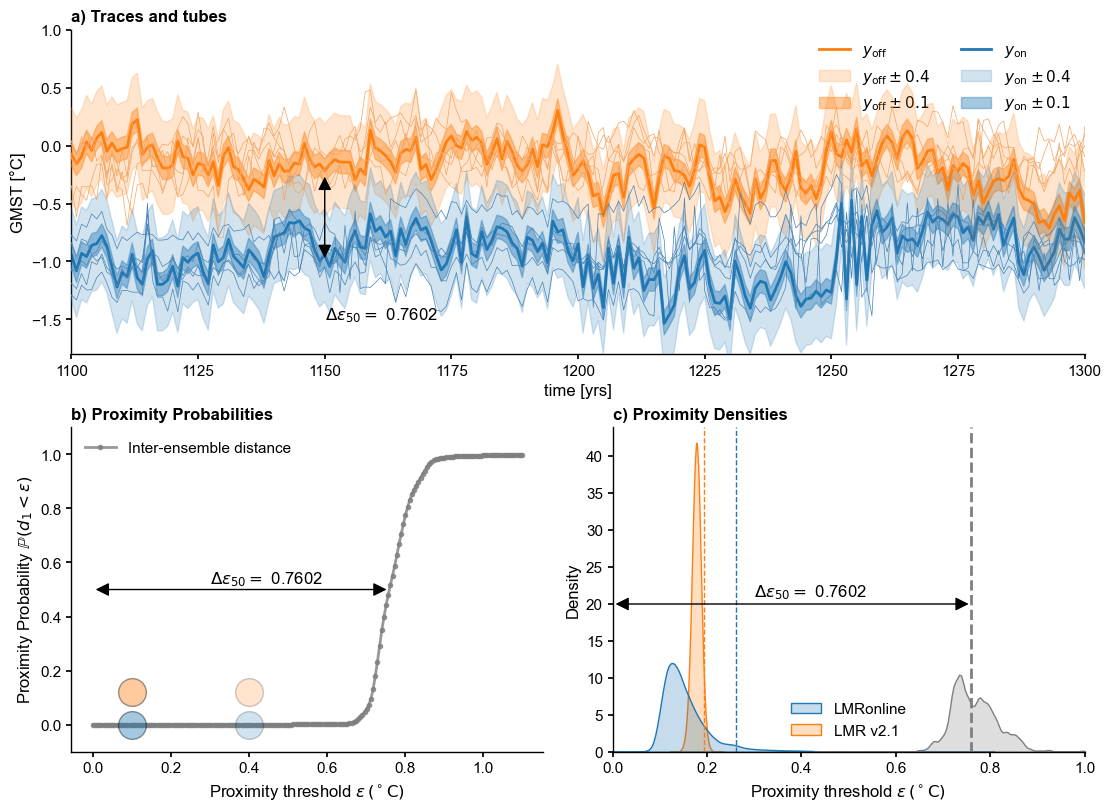 a) Traces and tubes
GMST [°C]
1.0
0.5
0.0
−0.5
−1.0
−1.5
y_off
y_off ± 0.4
y_off ± 0.1
y_on
y_on ± 0.4
y_on ± 0.1
Δε₅₀ = 0.7602
1100 1125 1150 1175 1200 1225 1250 1275 1300
time [yrs]
b) Proximity Probabilities
Proximity Probability ℙ(d₁ < ε)
1.0
0.8
0.6
0.4
0.2
0.0
Inter-ensemble distance
Δε₅₀ = 0.7602
0.0 0.2 0.4 0.6 0.8 1.0
Proximity threshold ε (°C)
c) Proximity Densities
Density
40
35
30
25
20
15
10
5
0
Δε₅₀ = 0.7602
LMRonline
LMR v2.1
0.0 0.2 0.4 0.6 0.8 1.0
Proximity threshold ε (°C)